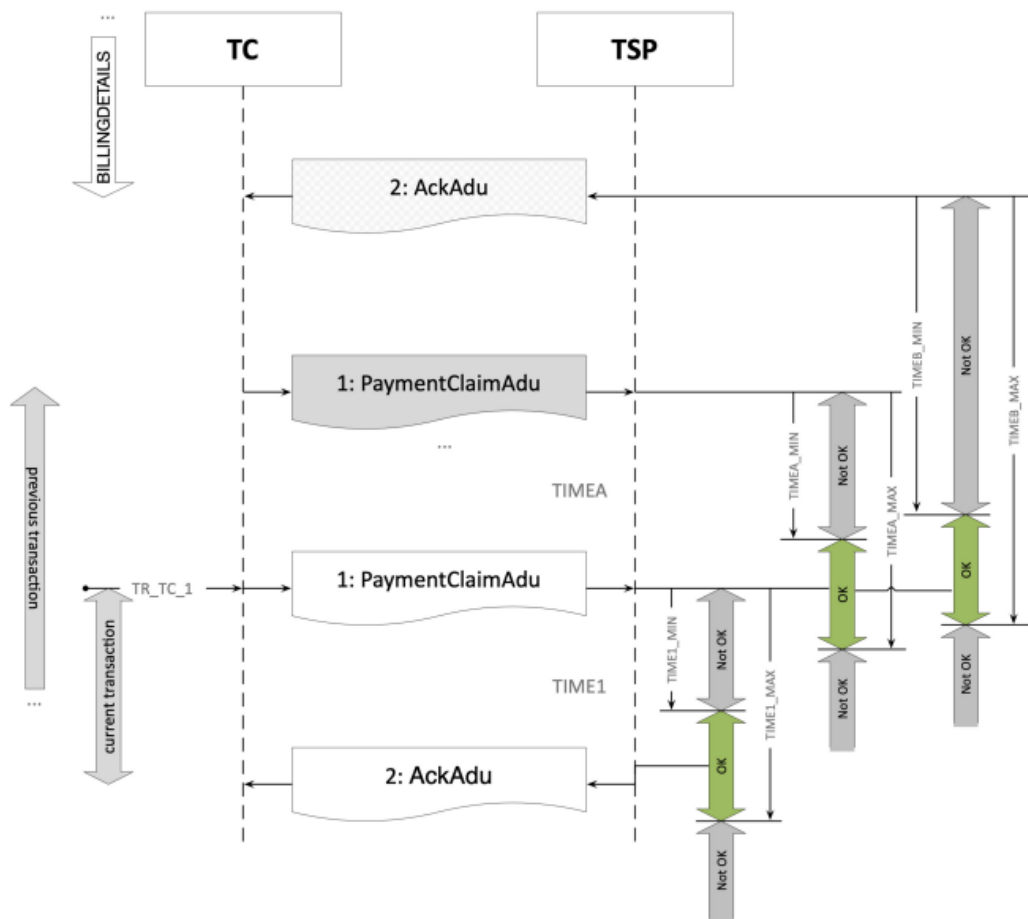 ...
BILLINGDETAILS
TC
TSP
2: AckAdu
1: PaymentClaimAdu
...
previous transaction
...
TIMEA
TR_TC_1
1: PaymentClaimAdu
current transaction
TIME1
2: AckAdu
TIME1_MIN
Not OK
OK
Not OK
TIME1_MAX
TIMEA_MIN
Not OK
OK
Not OK
TIMEA_MAX
TIMEB_MIN
Not OK
OK
Not OK
TIMEB_MAX